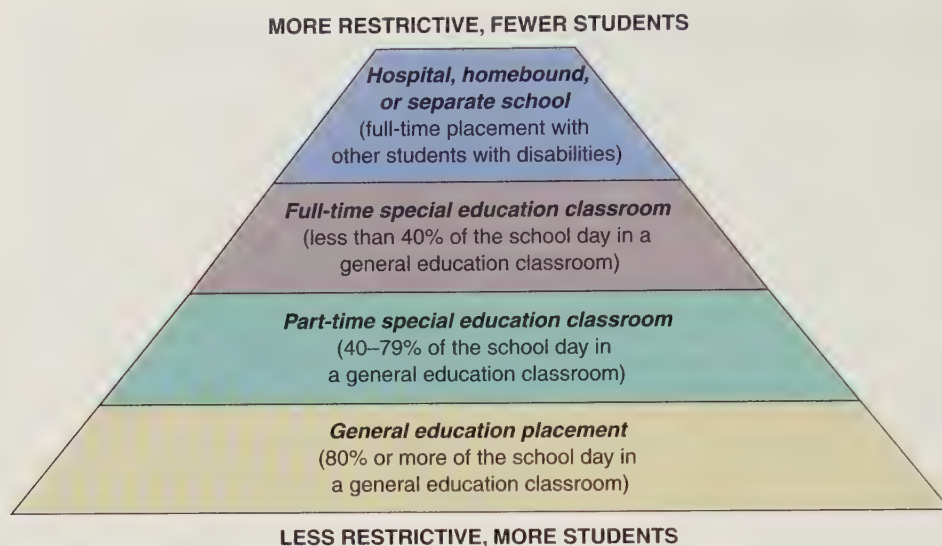 MORE RESTRICTIVE, FEWER STUDENTS
Hospital, homebound,
or separate school
(full-time placement with
other students with disabilities)
Full-time special education classroom
(less than 40% of the school day in a
general education classroom)
Part-time special education classroom
(40–79% of the school day in
a general education classroom)
General education placement
(80% or more of the school day in
a general education classroom)
LESS RESTRICTIVE, MORE STUDENTS